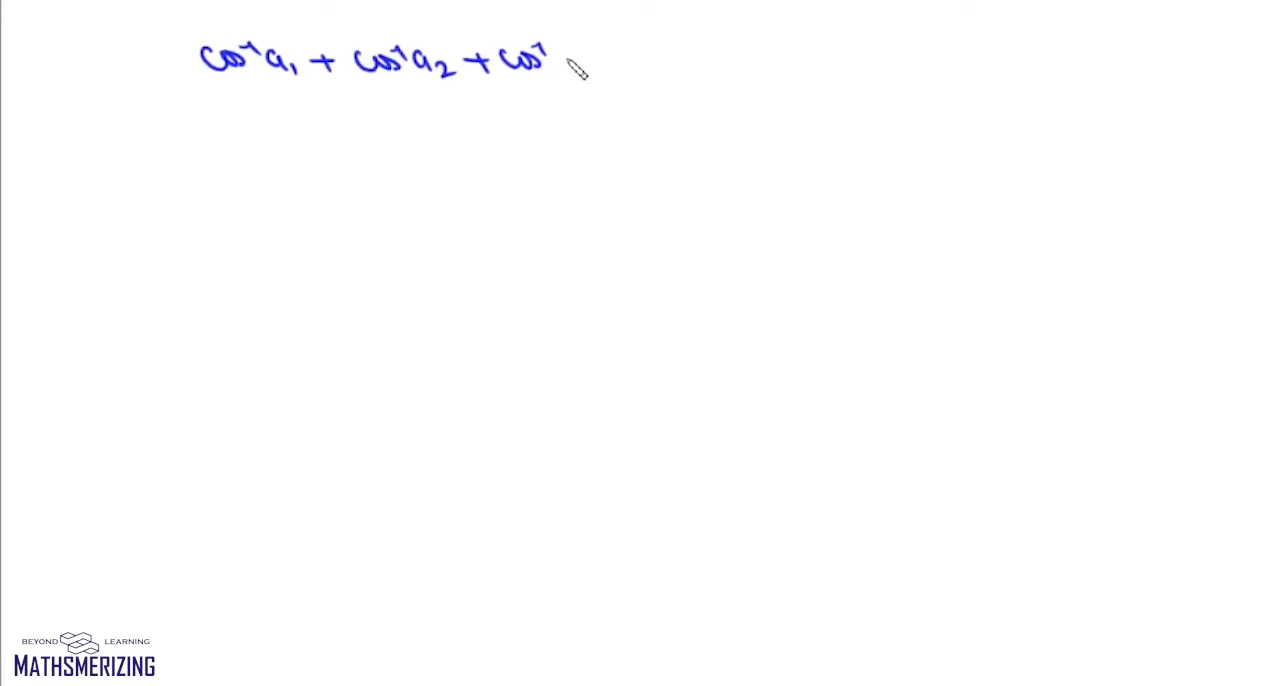 cos⁻¹a₁ + cos⁻¹a₂ + cos⁻¹
BEYOND LEARNING
MATHSMERIZING